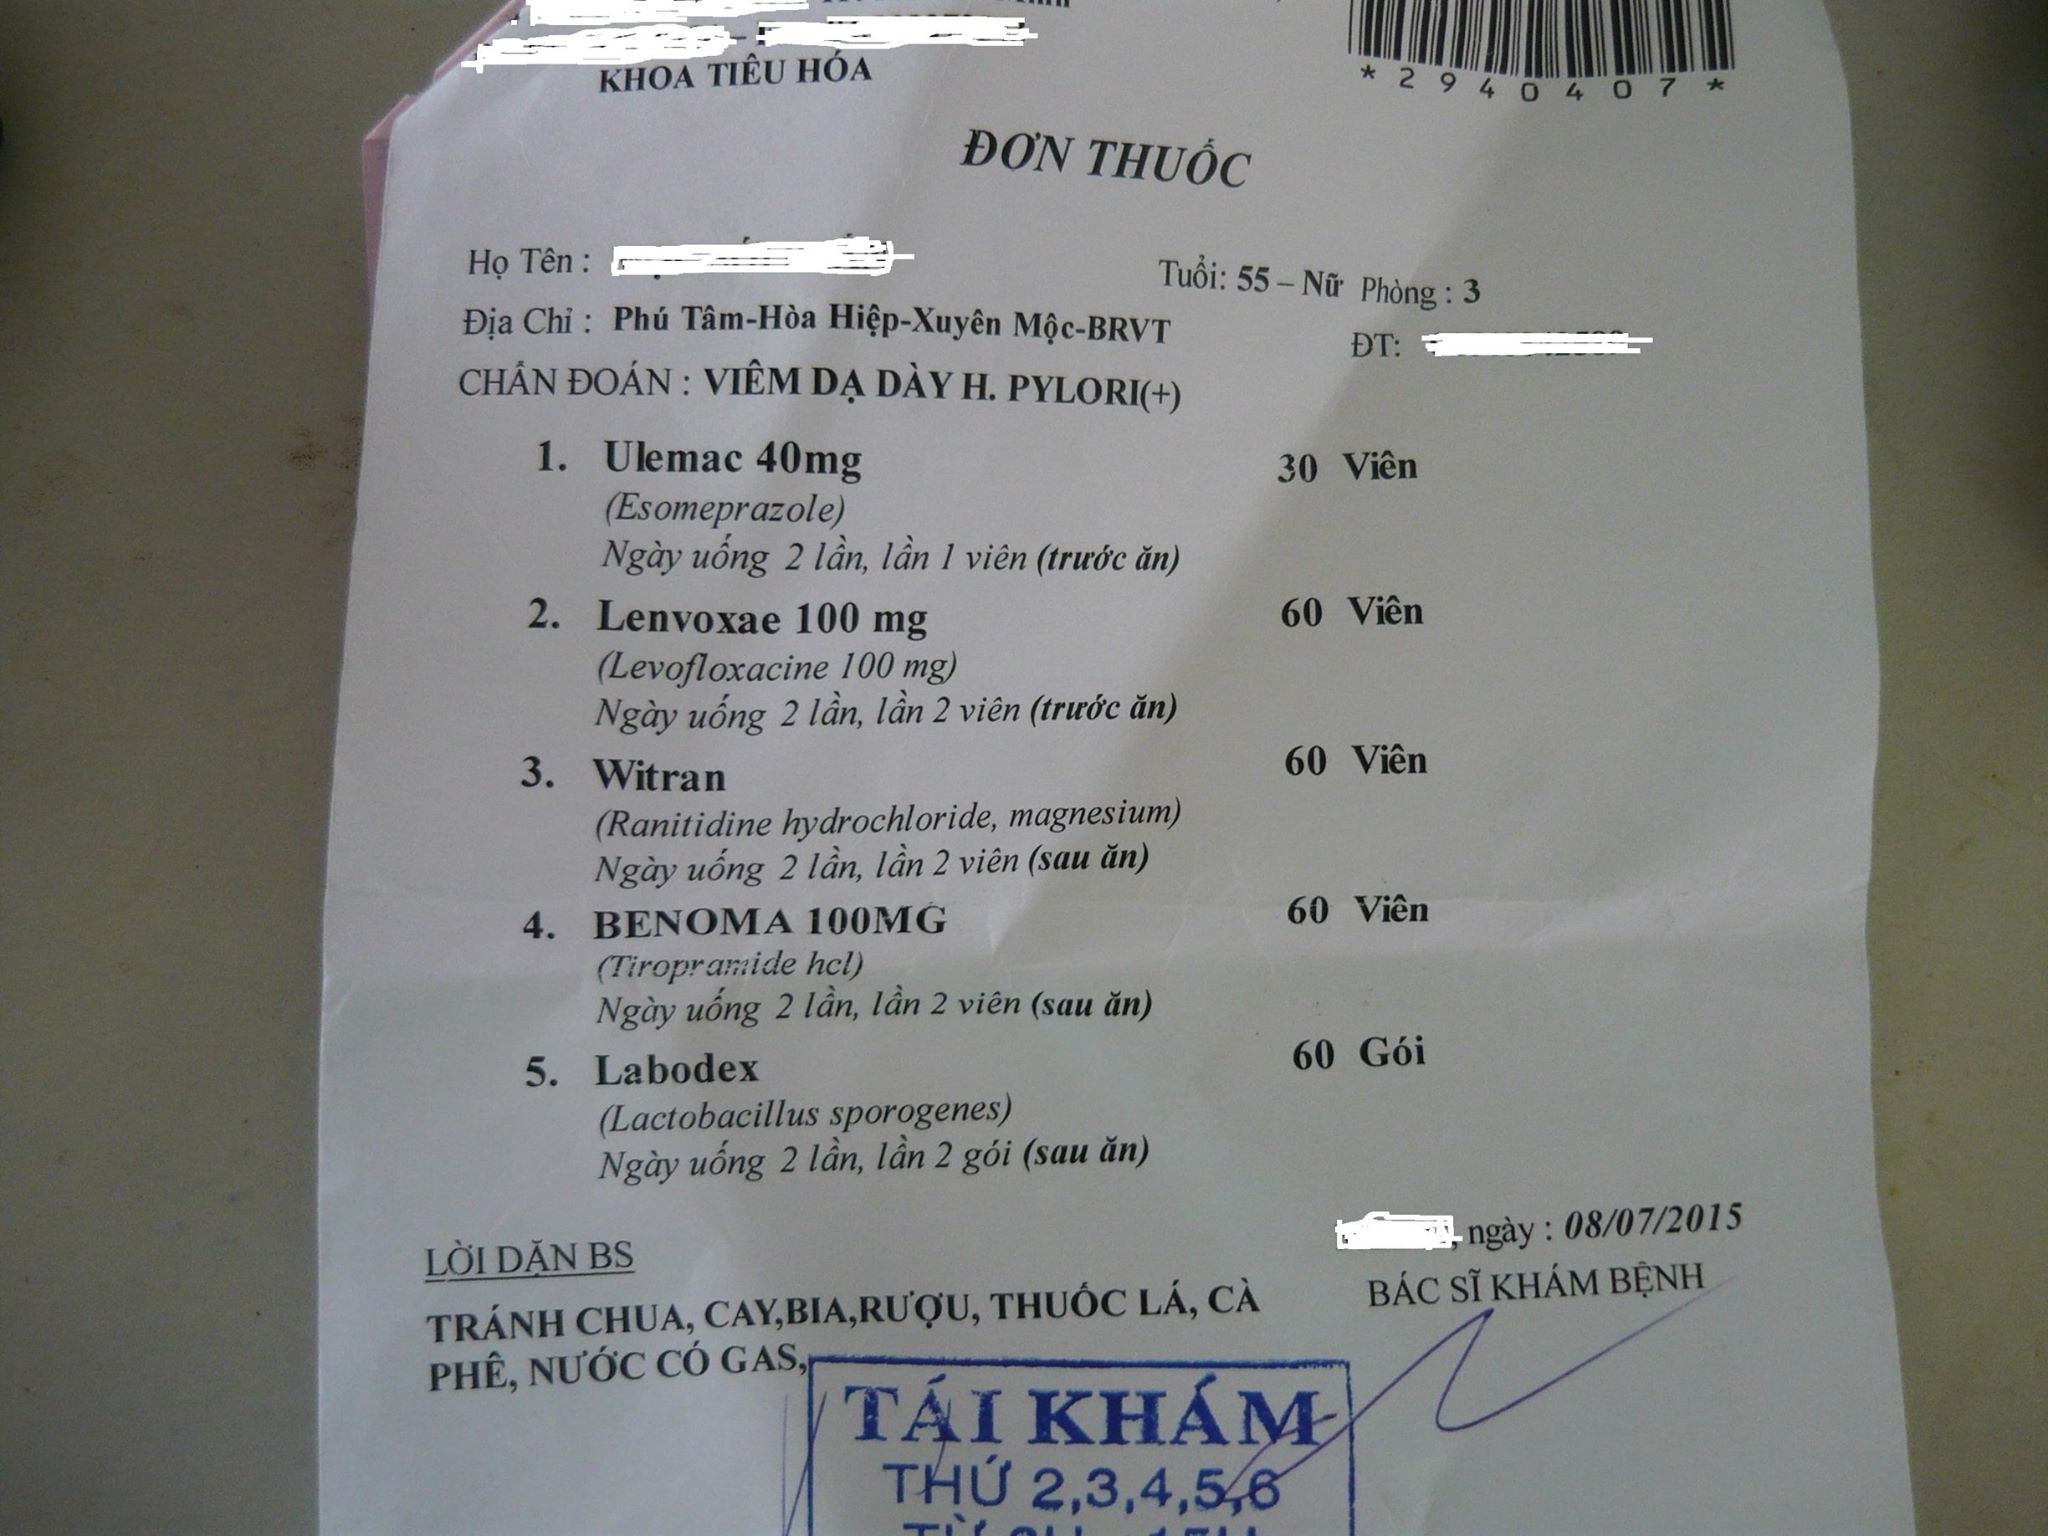 KHOA TIÊU HÓA
*2940407*
ĐƠN THUỐC
Họ Tên :
Tuổi: 55 – Nữ Phòng : 3
Địa Chỉ : Phú Tâm-Hòa Hiệp-Xuyên Mộc-BRVT
ĐT:
CHẨN ĐOÁN : VIÊM DẠ DÀY H. PYLORI(+)
1. Ulemac 40mg 30 Viên
(Esomeprazole)
Ngày uống 2 lần, lần 1 viên (trước ăn)
2. Lenvoxae 100 mg 60 Viên
(Levofloxacine 100 mg)
Ngày uống 2 lần, lần 2 viên (trước ăn)
3. Witran 60 Viên
(Ranitidine hydrochloride, magnesium)
Ngày uống 2 lần, lần 2 viên (sau ăn)
4. BENOMA 100MG 60 Viên
(Tiropramide hcl)
Ngày uống 2 lần, lần 2 viên (sau ăn)
5. Labodex 60 Gói
(Lactobacillus sporogenes)
Ngày uống 2 lần, lần 2 gói (sau ăn)
, ngày : 08/07/2015
LỜI DẶN BS
BÁC SĨ KHÁM BỆNH
TRÁNH CHUA, CAY,BIA,RƯỢU, THUỐC LÁ, CÀ
PHÊ, NƯỚC CÓ GAS,
TÁI KHÁM
THỨ 2,3,4,5,6